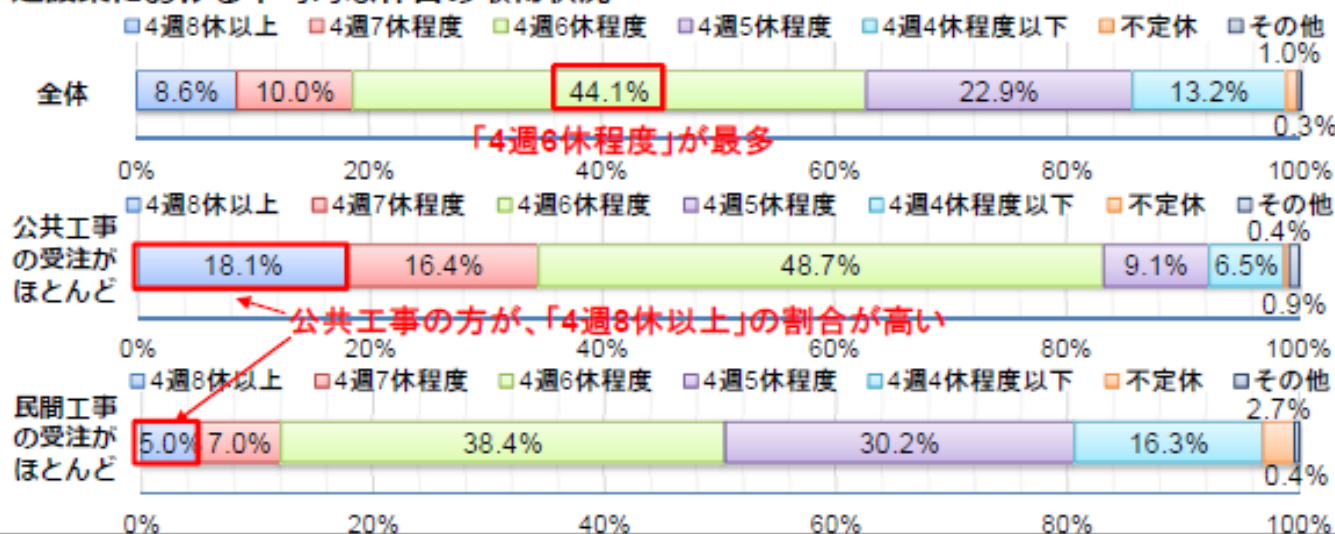 ■4週8休以上 ■4週7休程度 ■4週6休程度 ■4週5休程度 ■4週4休程度以下 ■不定休 ■その他
1.0%
全体 8.6% 10.0% 44.1% 22.9% 13.2%
0.3%
「4週6休程度」が最多
0% 20% 40% 60% 80% 100%
■4週8休以上 ■4週7休程度 ■4週6休程度 ■4週5休程度 ■4週4休程度以下 ■不定休 ■その他
0.4%
公共工事
の受注が
ほとんど
18.1% 16.4% 48.7% 9.1% 6.5%
0.9%
公共工事の方が、「4週8休以上」の割合が高い
0% 20% 40% 60% 80% 100%
■4週8休以上 ■4週7休程度 ■4週6休程度 ■4週5休程度 ■4週4休程度以下 ■不定休 ■その他
2.7%
民間工事
の受注が
ほとんど
5.0% 7.0% 38.4% 30.2% 16.3%
0.4%
0% 20% 40% 60% 80% 100%